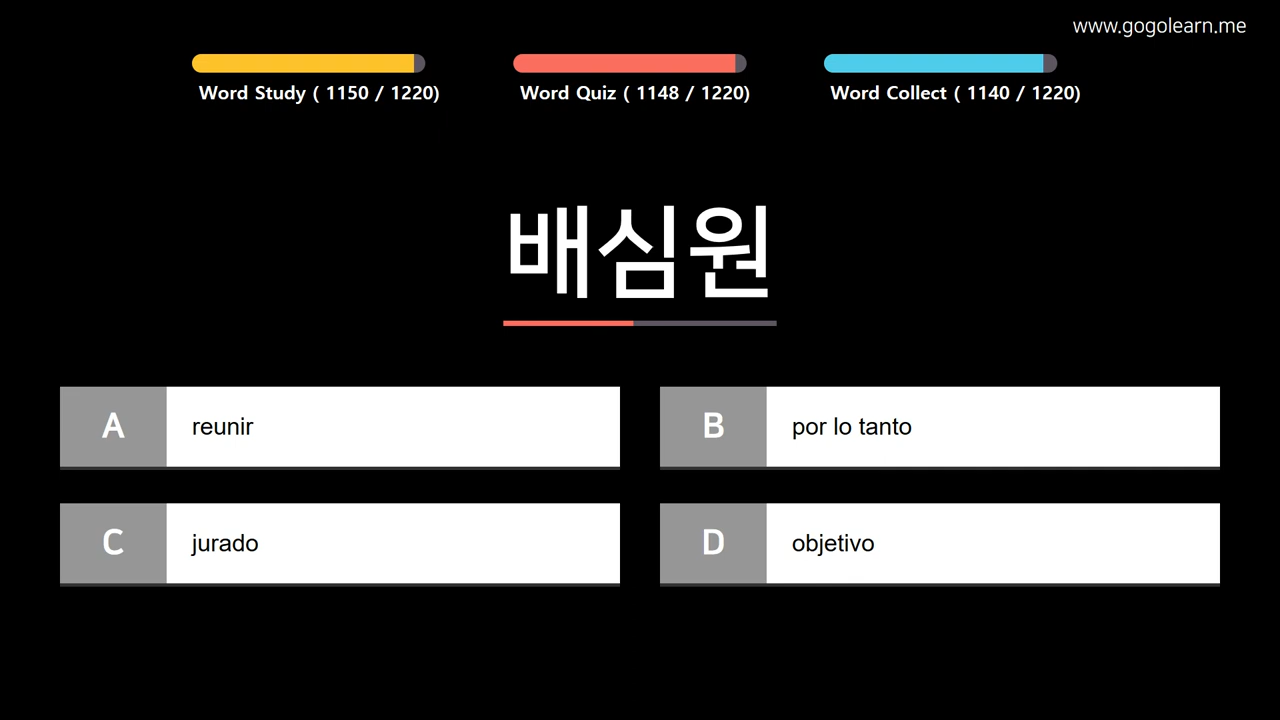 www.gogolearn.me
Word Study ( 1150 / 1220)
Word Quiz ( 1148 / 1220)
Word Collect ( 1140 / 1220)
배심원
A reunir
B por lo tanto
C jurado
D objetivo